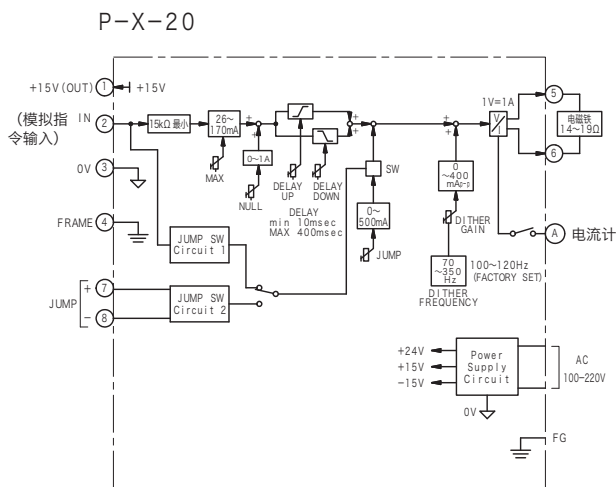 P-X-20
+15V(OUT) 1 +15V
(模拟指
令输入)
IN 2
15kΩ 最小
26~
170mA
MAX
0~1A
NULL
DELAY
UP
DELAY
DOWN
DELAY
min 10msec
MAX 400msec
SW
0~
500mA
JUMP
0
~400
mAp-p
DITHER
GAIN
70
~350
Hz
100~120Hz
(FACTORY SET)
DITHER
FREQUENCY
1V=1A
V
I
5
电磁铁
14~19Ω
6
A 电流计
0V 3
FRAME 4
JUMP SW
Circuit 1
JUMP
+ 7
- 8
JUMP SW
Circuit 2
+24V
+15V
-15V
0V
Power
Supply
Circuit
AC
100-220V
FG
+
+
+
+
+
+
+
+